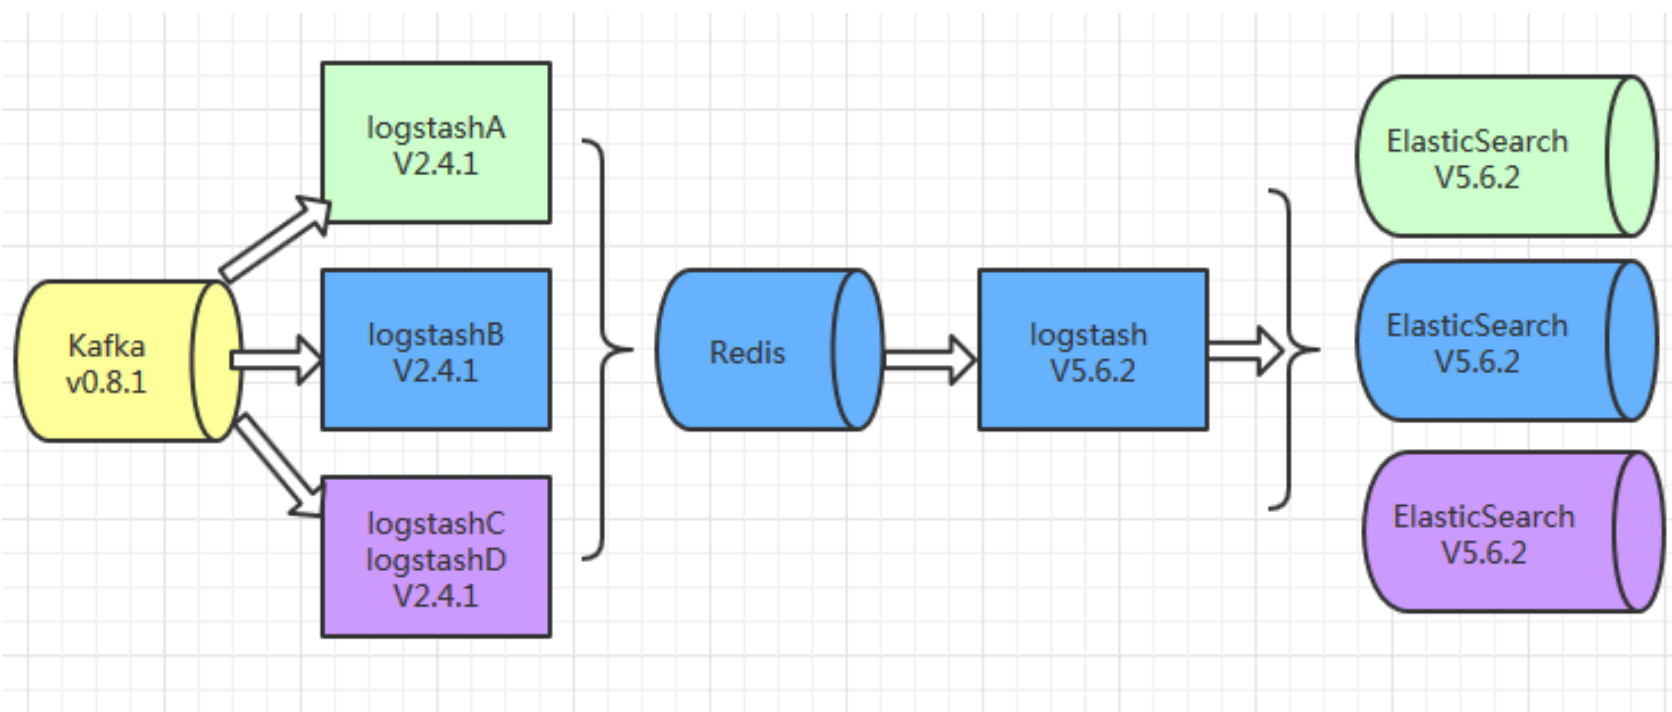 Kafka
v0.8.1
logstashA
V2.4.1
logstashB
V2.4.1
logstashC
logstashD
V2.4.1
Redis
logstash
V5.6.2
ElasticSearch
V5.6.2
ElasticSearch
V5.6.2
ElasticSearch
V5.6.2